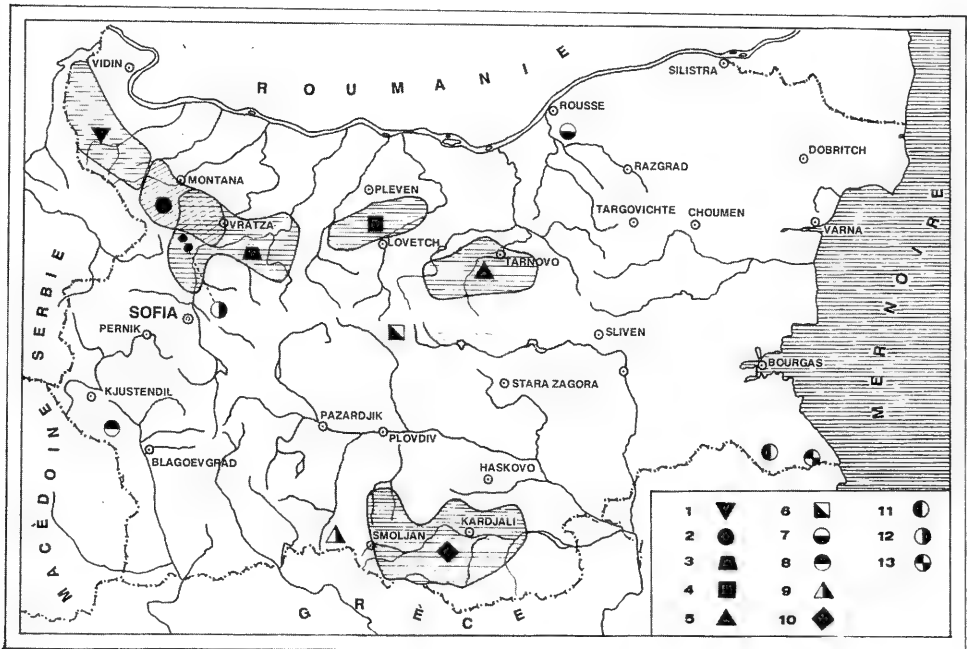 ROUMANIE
VIDIN
SILISTRA
ROUSSE
DOBRITCH
RAZGRAD
MONTANA
PLEVEN
TARGOVICHTE
CHOUMEN
VRATZA
VARNA
LOVETCH
TARNOVO
MER NOIRE
SERBIE
SOFIA
PERNIK
SLIVEN
BOURGAS
KJUSTENDIL
STARA ZAGORA
PAZARDJIK
PLOVDIV
BLAGOEVGRAD
HASKOVO
MACÉDOINE
KARDJALI
SMOLJAN
GRÈCE
1 6 11
2 7 12
3 8 13
4 9
5 10